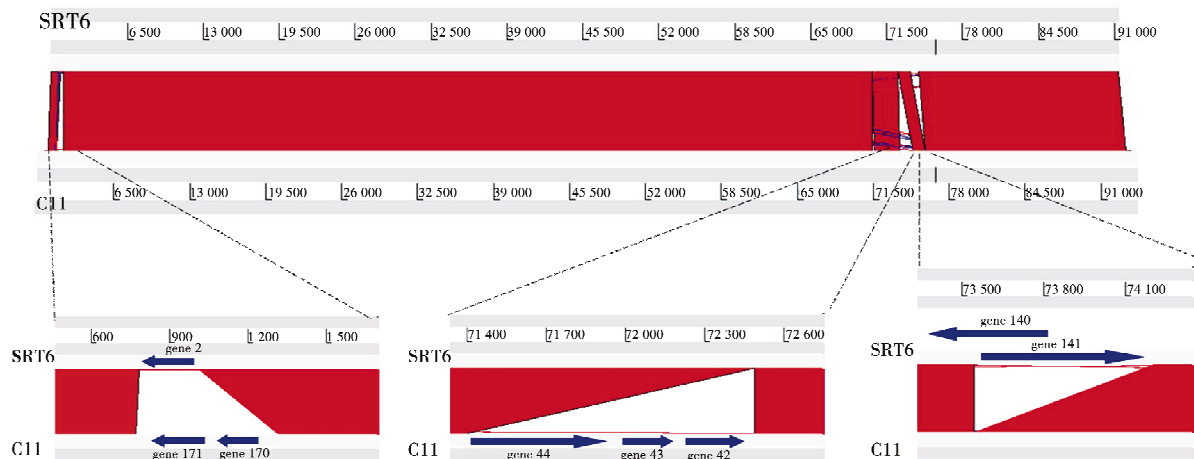 SRT6
6 500 13 000 19 500 26 000 32 500 39 000 45 500 52 000 58 500 65 000 71 500 78 000 84 500 91 000
6 500 13 000 19 500 26 000 32 500 39 000 45 500 52 000 58 500 65 000 71 500 78 000 84 500 91 000
C11
600 900 1 200 1 500
SRT6
gene 2
C11
gene 171 gene 170
71 400 71 700 72 000 72 300 72 600
SRT6
C11
gene 44 gene 43 gene 42
73 500 73 800 74 100
gene 140
SRT6
gene 141
C11